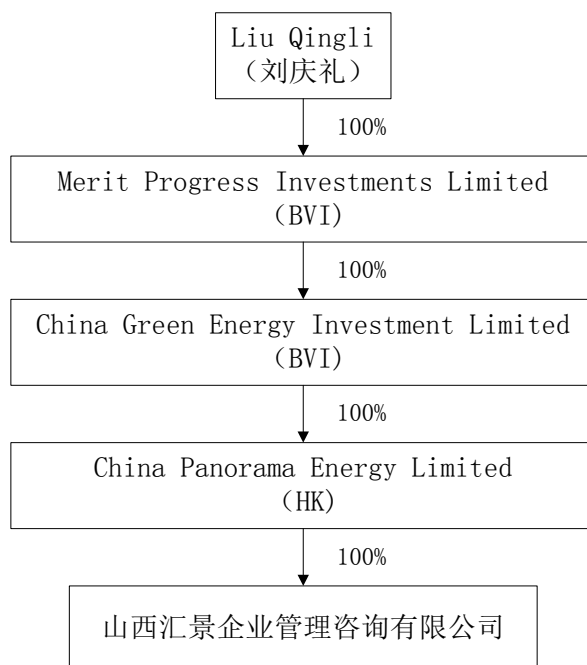 Liu Qingli
（刘庆礼）
100%
Merit Progress Investments Limited
（BVI）
100%
China Green Energy Investment Limited
（BVI）
100%
China Panorama Energy Limited
（HK）
100%
山西汇景企业管理咨询有限公司